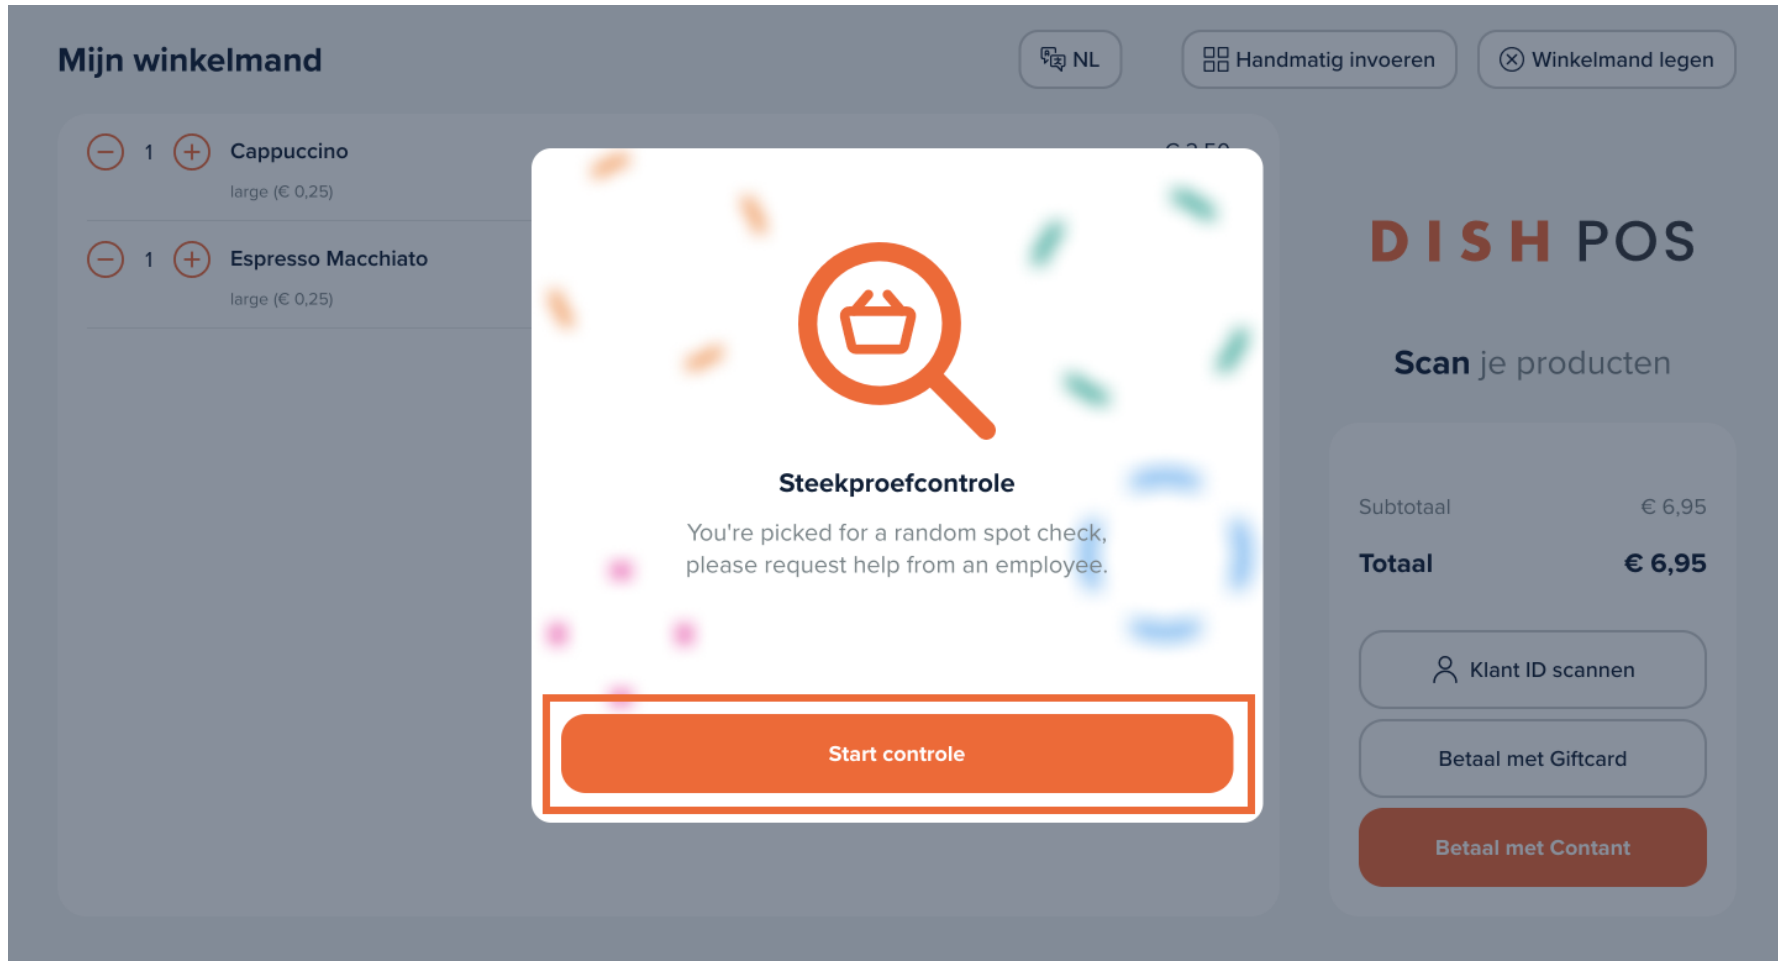 Mijn winkelmand
NL
Handmatig invoeren
Winkelmand legen
1 Cappuccino
large (€ 0,25)
1 Espresso Macchiato
large (€ 0,25)
Steekproefcontrole
You're picked for a random spot check,
please request help from an employee.
Start controle
DISH POS
Scan je producten
Subtotaal € 6,95
Totaal € 6,95
Klant ID scannen
Betaal met Giftcard
Betaal met Contant